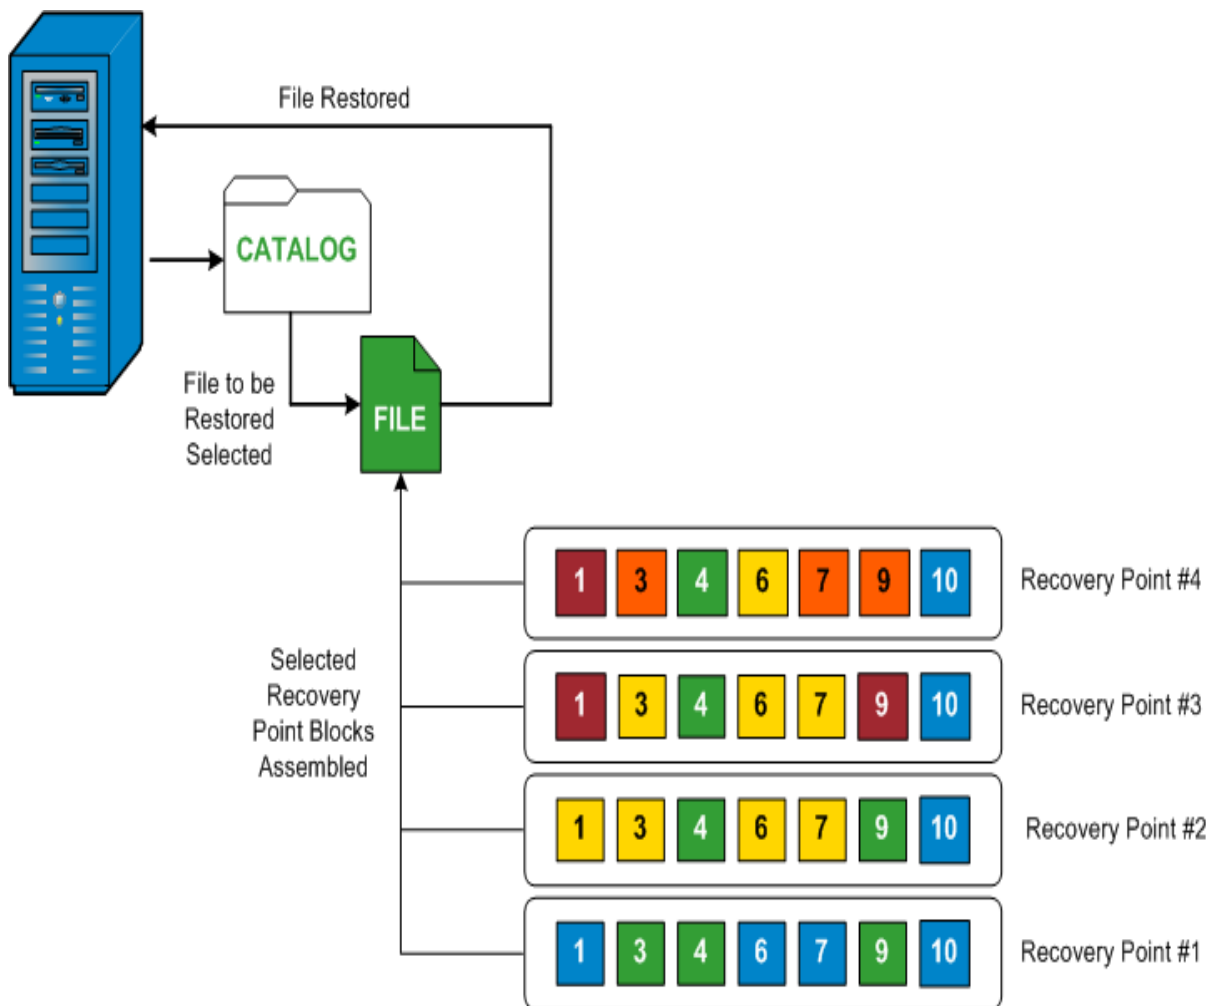 File Restored
CATALOG
File to be
Restored
Selected
FILE
1 3 4 6 7 9 10 Recovery Point #4
Selected
Recovery
Point Blocks
Assembled
1 3 4 6 7 9 10 Recovery Point #3
1 3 4 6 7 9 10 Recovery Point #2
1 3 4 6 7 9 10 Recovery Point #1